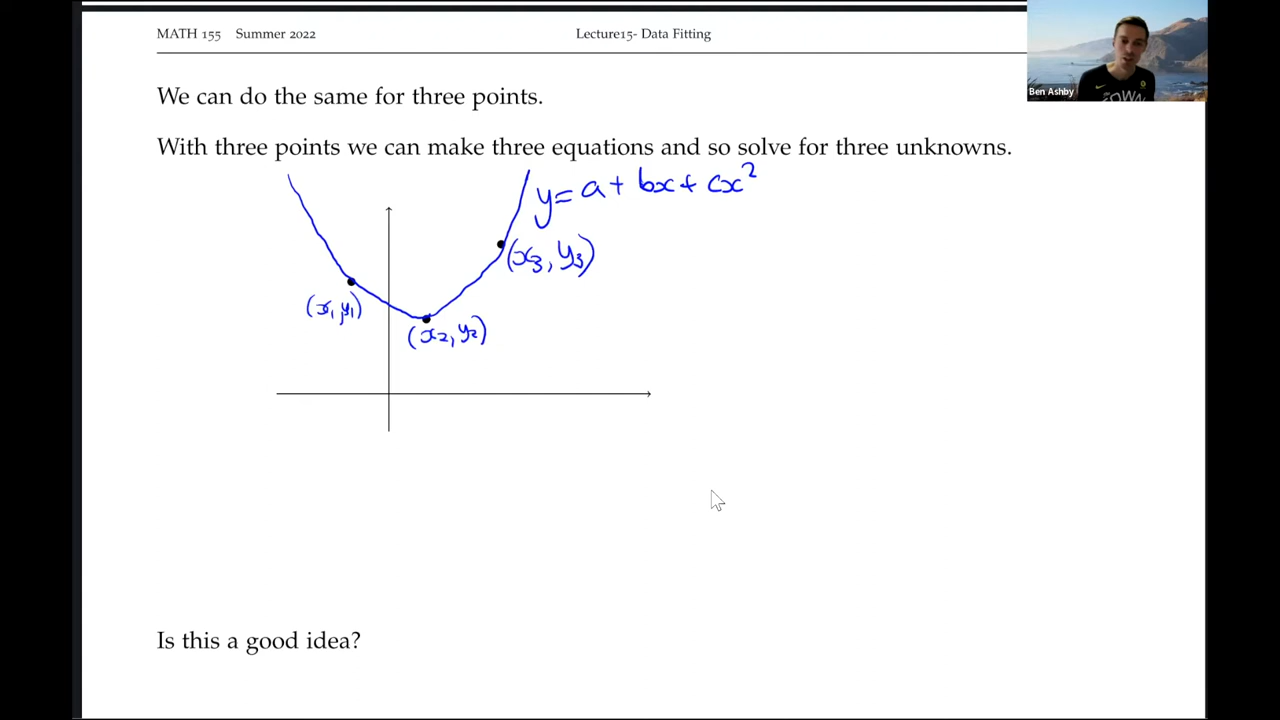 MATH 155 Summer 2022 Lecture15- Data Fitting
Ben Ashby
We can do the same for three points.
With three points we can make three equations and so solve for three unknowns.
y = a + bx + cx²
(x₃, y₃)
(x₁, y₁)
(x₂, y₂)
Is this a good idea?